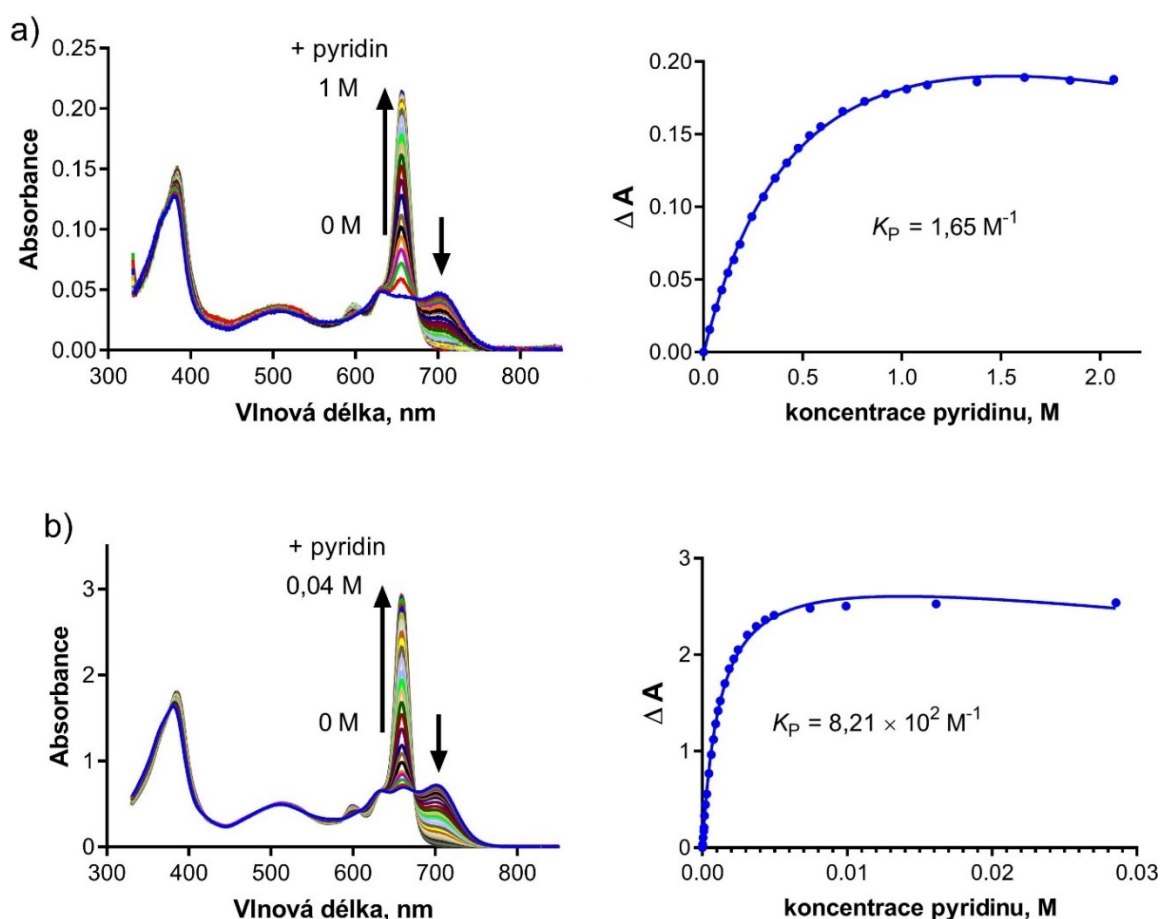 a)
+ pyridin
1 M
0 M
Absorbance
0.25
0.20
0.15
0.10
0.05
0.00
300 400 500 600 700 800
Vlnová délka, nm
Δ A
0.20
0.15
0.10
0.05
0.00
K_P = 1,65 M⁻¹
0.0 0.5 1.0 1.5 2.0
koncentrace pyridinu, M
b)
+ pyridin
0,04 M
0 M
Absorbance
3
2
1
0
300 400 500 600 700 800
Vlnová délka, nm
Δ A
3
2
1
0
K_P = 8,21 × 10² M⁻¹
0.00 0.01 0.02 0.03
koncentrace pyridinu, M